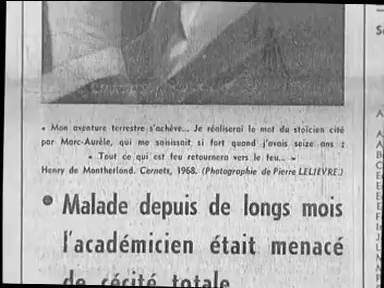 « Mon aventure terrestre s'achève... Je réaliserai le mot du stoïcien cité
par Marc-Aurèle, qui me saisissait si fort quand j'avais seize ans :
« Tout ce qui est feu retournera vers le feu... »
Henry de Montherland. Carnets, 1968. (Photographie de Pierre LELIEVRE.)
• Malade depuis de longs mois
l'académicien était menacé
de cécité totale